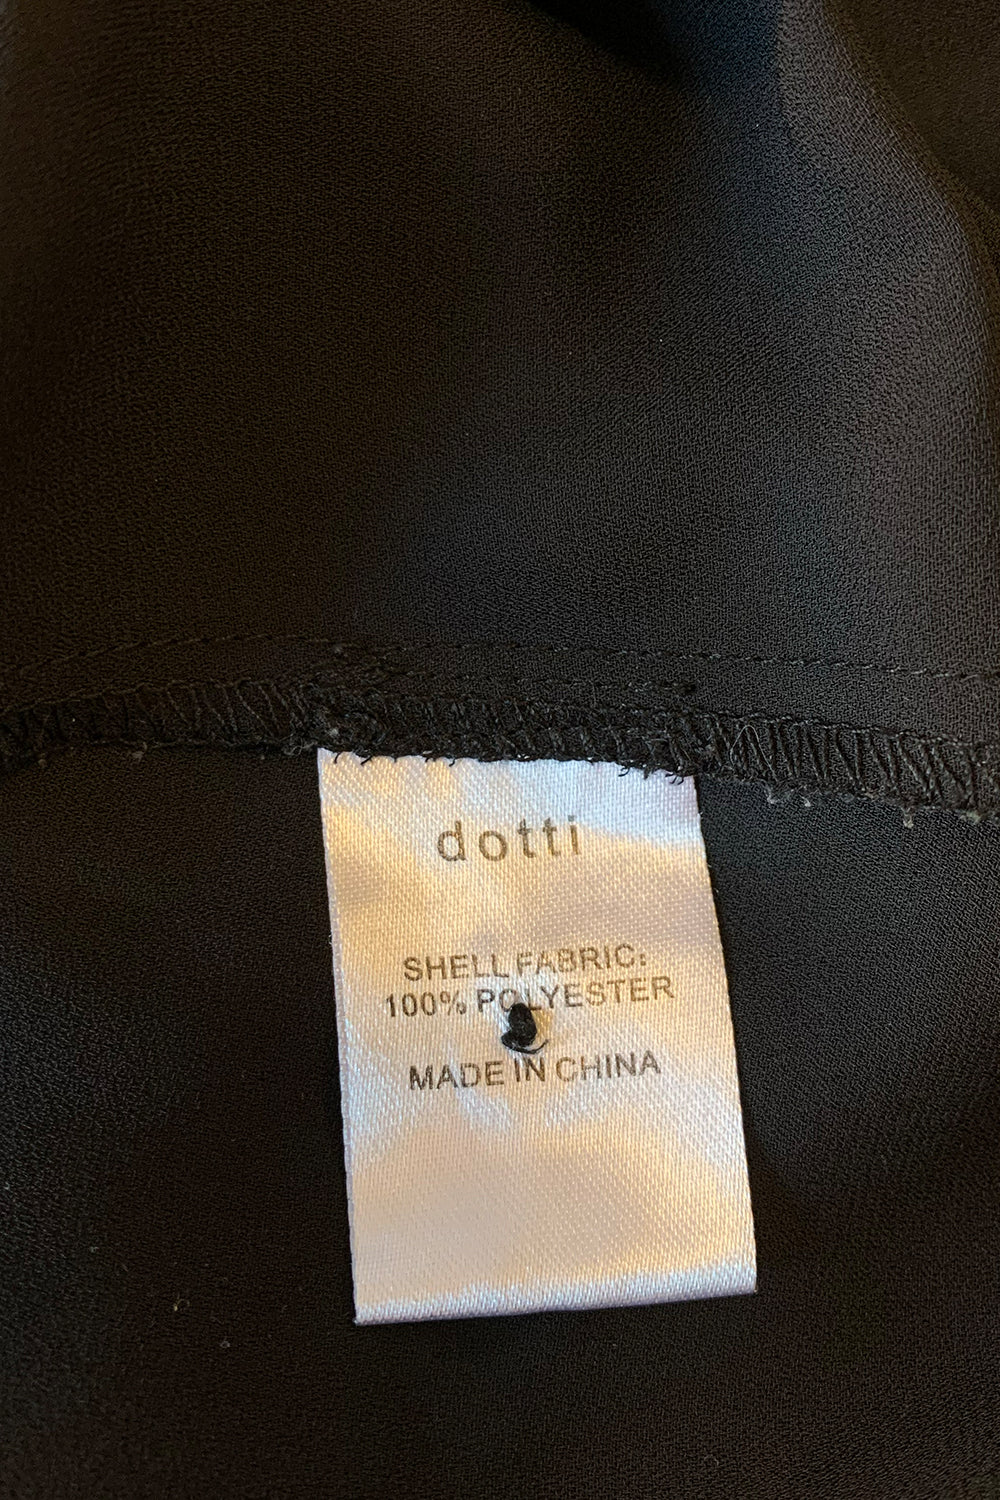 dotti
SHELL FABRIC:
100% POLYESTER
MADE IN CHINA